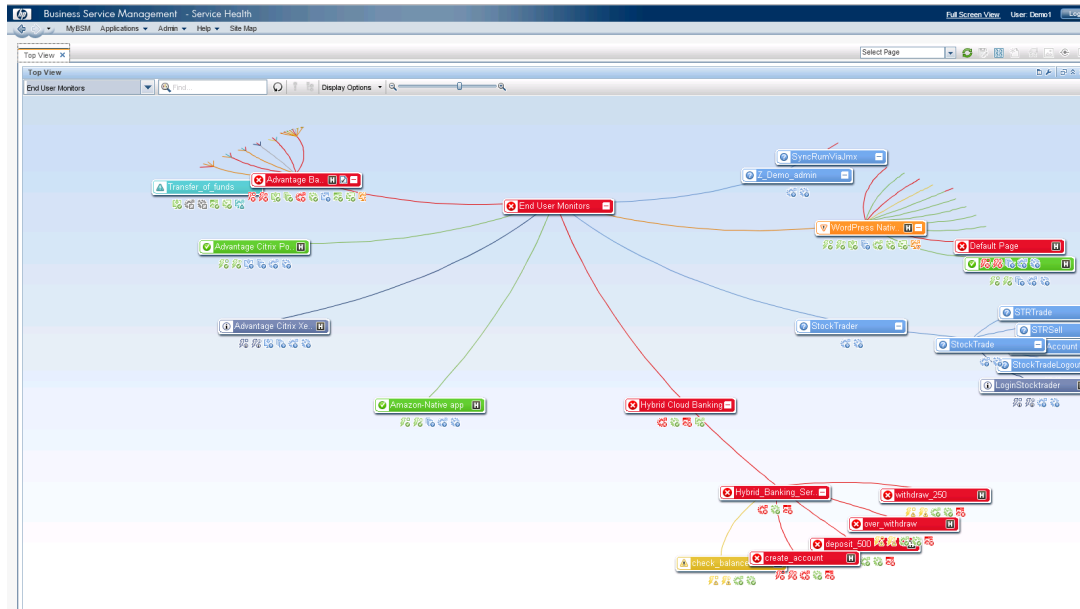 hp Business Service Management - Service Health
Full Screen View User: Demo1
MyBSM Applications Admin Help Site Map
Top View
Select Page
Top View
End User Monitors Find... Display Options
SyncRumViaJmx
Z_Demo_admin
Advantage Ba.. H
Transfer_of_funds
End User Monitors
WordPress Nativ.. H
Default Page H
Advantage Citrix Po.. H
H
STRTrade
Advantage Citrix Xe.. H
StockTrader
STRSell
StockTrade
Account
StockTradeLogout
LoginStocktrader
Amazon-Native app H
Hybrid Cloud Banking
Hybrid_Banking_Ser..
withdraw_250 H
over_withdraw H
deposit_500
create_account H
check_balance